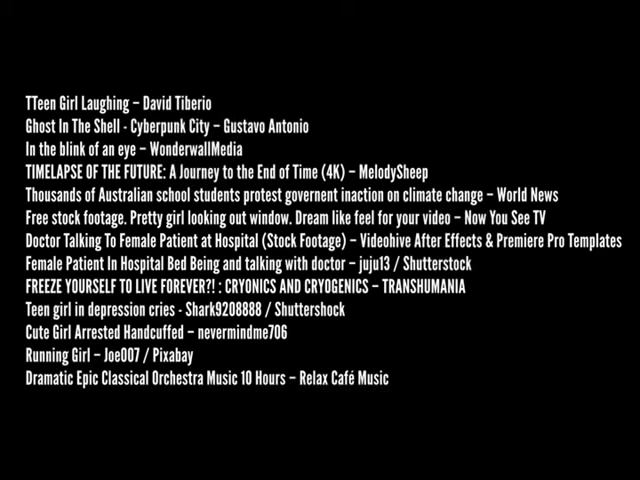 TTeen Girl Laughing – David Tiberio
Ghost In The Shell - Cyberpunk City – Gustavo Antonio
In the blink of an eye – WonderwallMedia
TIMELAPSE OF THE FUTURE: A Journey to the End of Time (4K) – MelodySheep
Thousands of Australian school students protest governent inaction on climate change – World News
Free stock footage. Pretty girl looking out window. Dream like feel for your video – Now You See TV
Doctor Talking To Female Patient at Hospital (Stock Footage) – Videohive After Effects & Premiere Pro Templates
Female Patient In Hospital Bed Being and talking with doctor – juju13 / Shutterstock
FREEZE YOURSELF TO LIVE FOREVER?! : CRYONICS AND CRYOGENICS – TRANSHUMANIA
Teen girl in depression cries - Shark9208888 / Shuttershock
Cute Girl Arrested Handcuffed – nevermindme706
Running Girl – Joe007 / Pixabay
Dramatic Epic Classical Orchestra Music 10 Hours – Relax Café Music